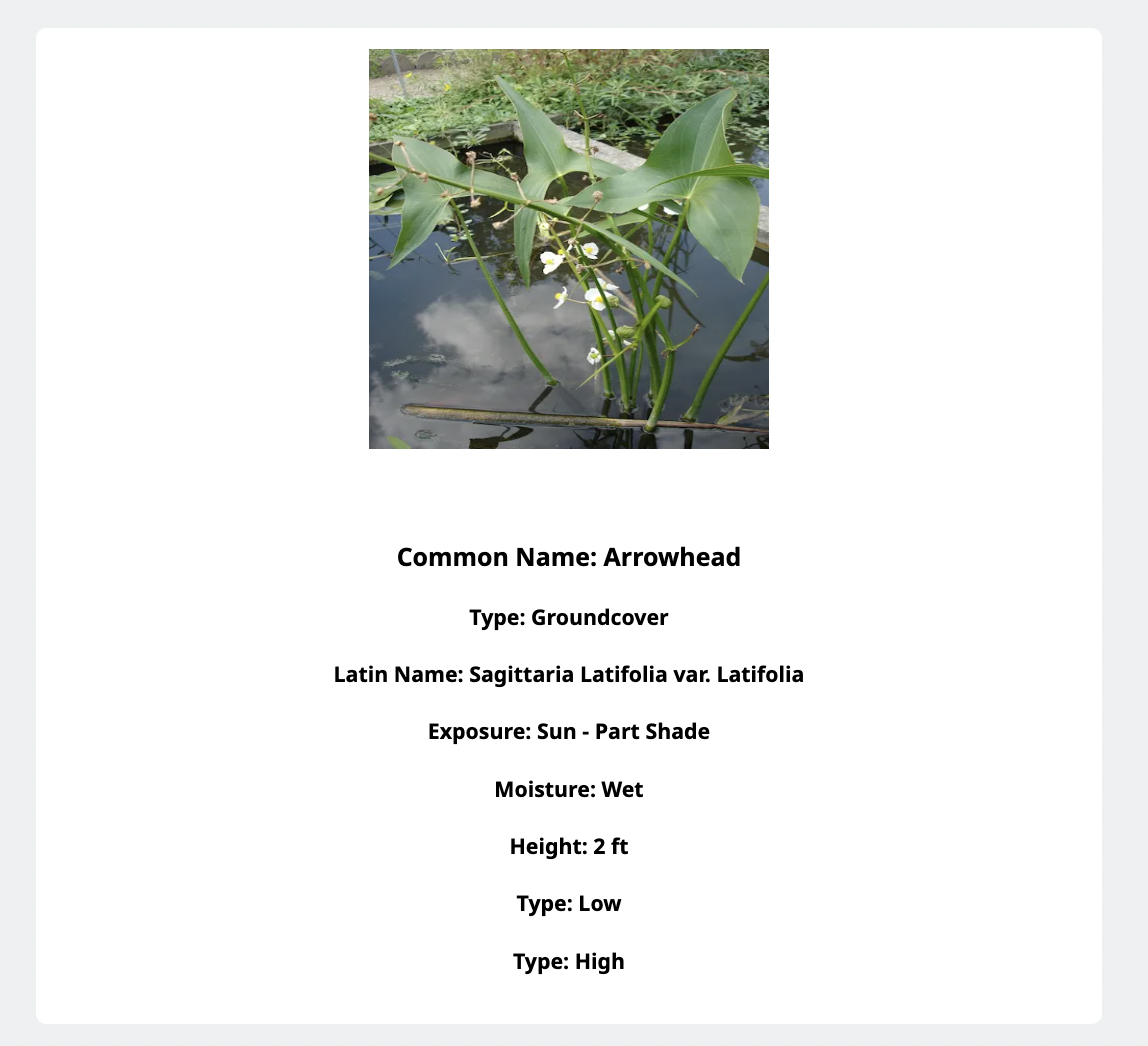 Common Name: Arrowhead
Type: Groundcover
Latin Name: Sagittaria Latifolia var. Latifolia
Exposure: Sun - Part Shade
Moisture: Wet
Height: 2 ft
Type: Low
Type: High